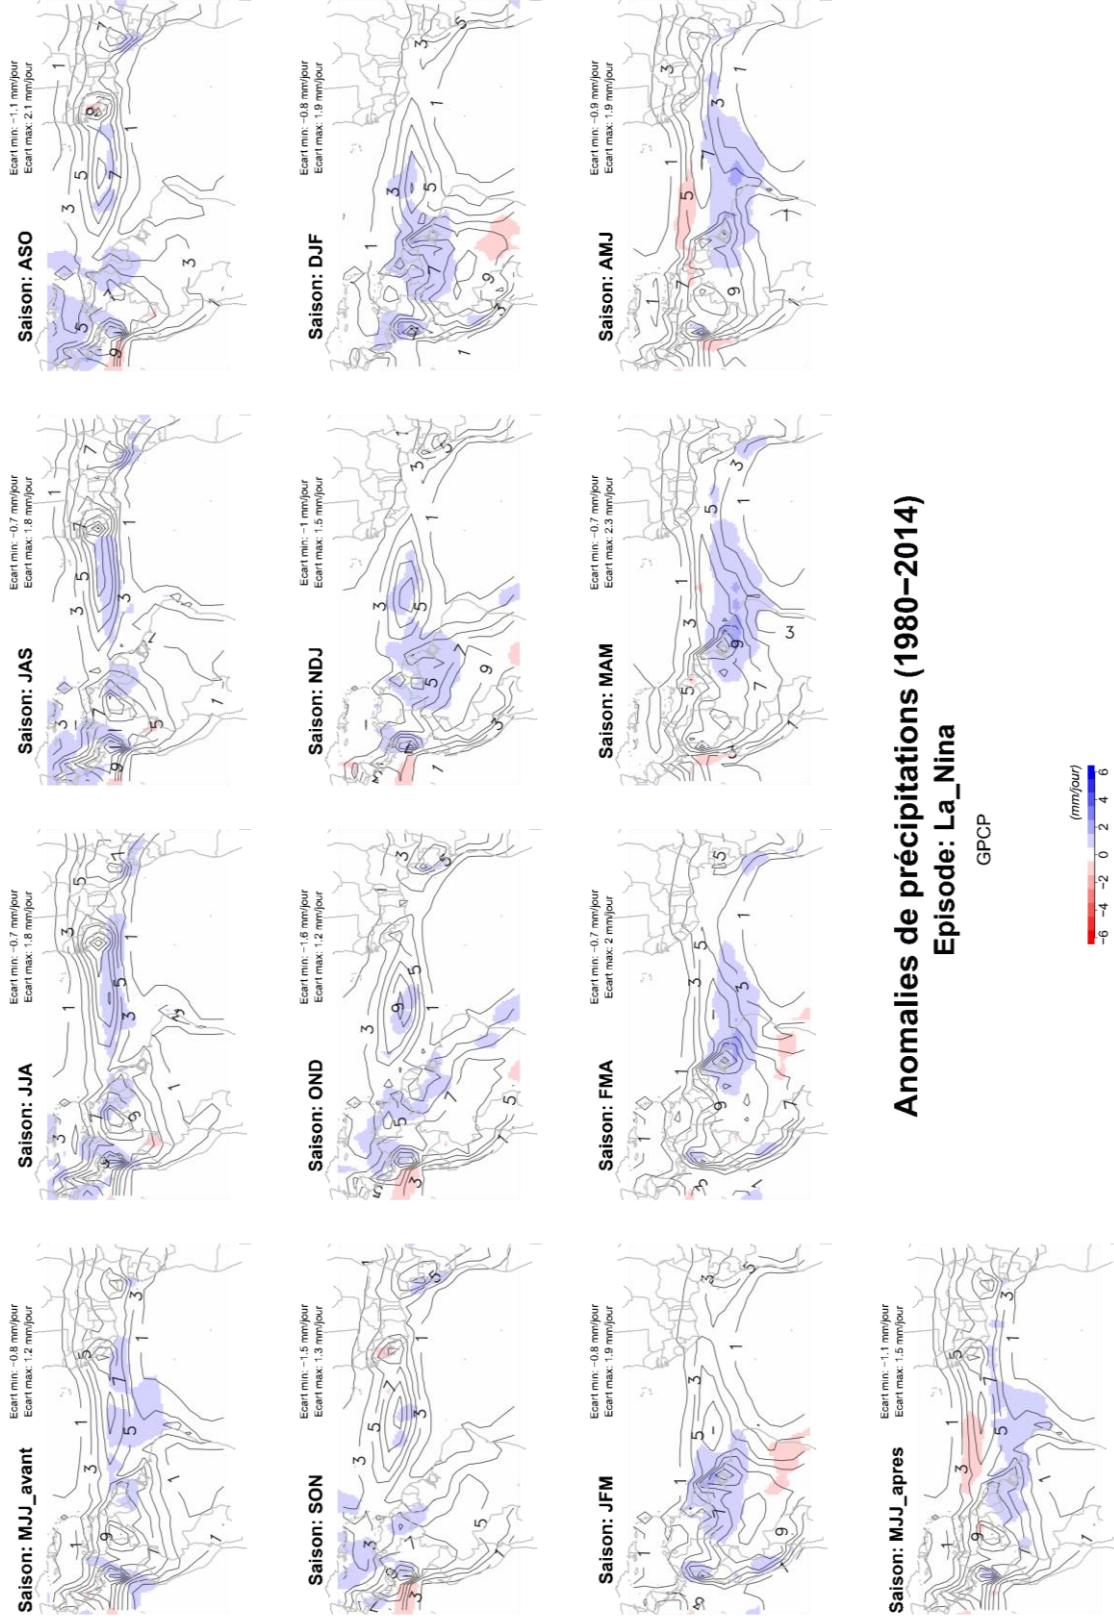 Saison: MJJ_avant
Ecart min: −0.8 mm/jour
Ecart max: 1.2 mm/jour
Saison: JJA
Ecart min: −0.7 mm/jour
Ecart max: 1.8 mm/jour
Saison: JAS
Ecart min: −0.7 mm/jour
Ecart max: 1.8 mm/jour
Saison: ASO
Ecart min: −1.1 mm/jour
Ecart max: 2.1 mm/jour
Saison: SON
Ecart min: −1.5 mm/jour
Ecart max: 1.3 mm/jour
Saison: OND
Ecart min: −1.6 mm/jour
Ecart max: 1.2 mm/jour
Saison: NDJ
Ecart min: −1 mm/jour
Ecart max: 1.5 mm/jour
Saison: DJF
Ecart min: −0.8 mm/jour
Ecart max: 1.9 mm/jour
Saison: JFM
Ecart min: −0.8 mm/jour
Ecart max: 1.9 mm/jour
Saison: FMA
Ecart min: −0.7 mm/jour
Ecart max: 2 mm/jour
Saison: MAM
Ecart min: −0.7 mm/jour
Ecart max: 2.3 mm/jour
Saison: AMJ
Ecart min: −0.9 mm/jour
Ecart max: 1.9 mm/jour
Saison: MJJ_apres
Ecart min: −1.1 mm/jour
Ecart max: 1.5 mm/jour
Anomalies de précipitations (1980−2014)
Episode: La_Nina
GPCP
(mm/jour)
−6 −4 −2 0 2 4 6